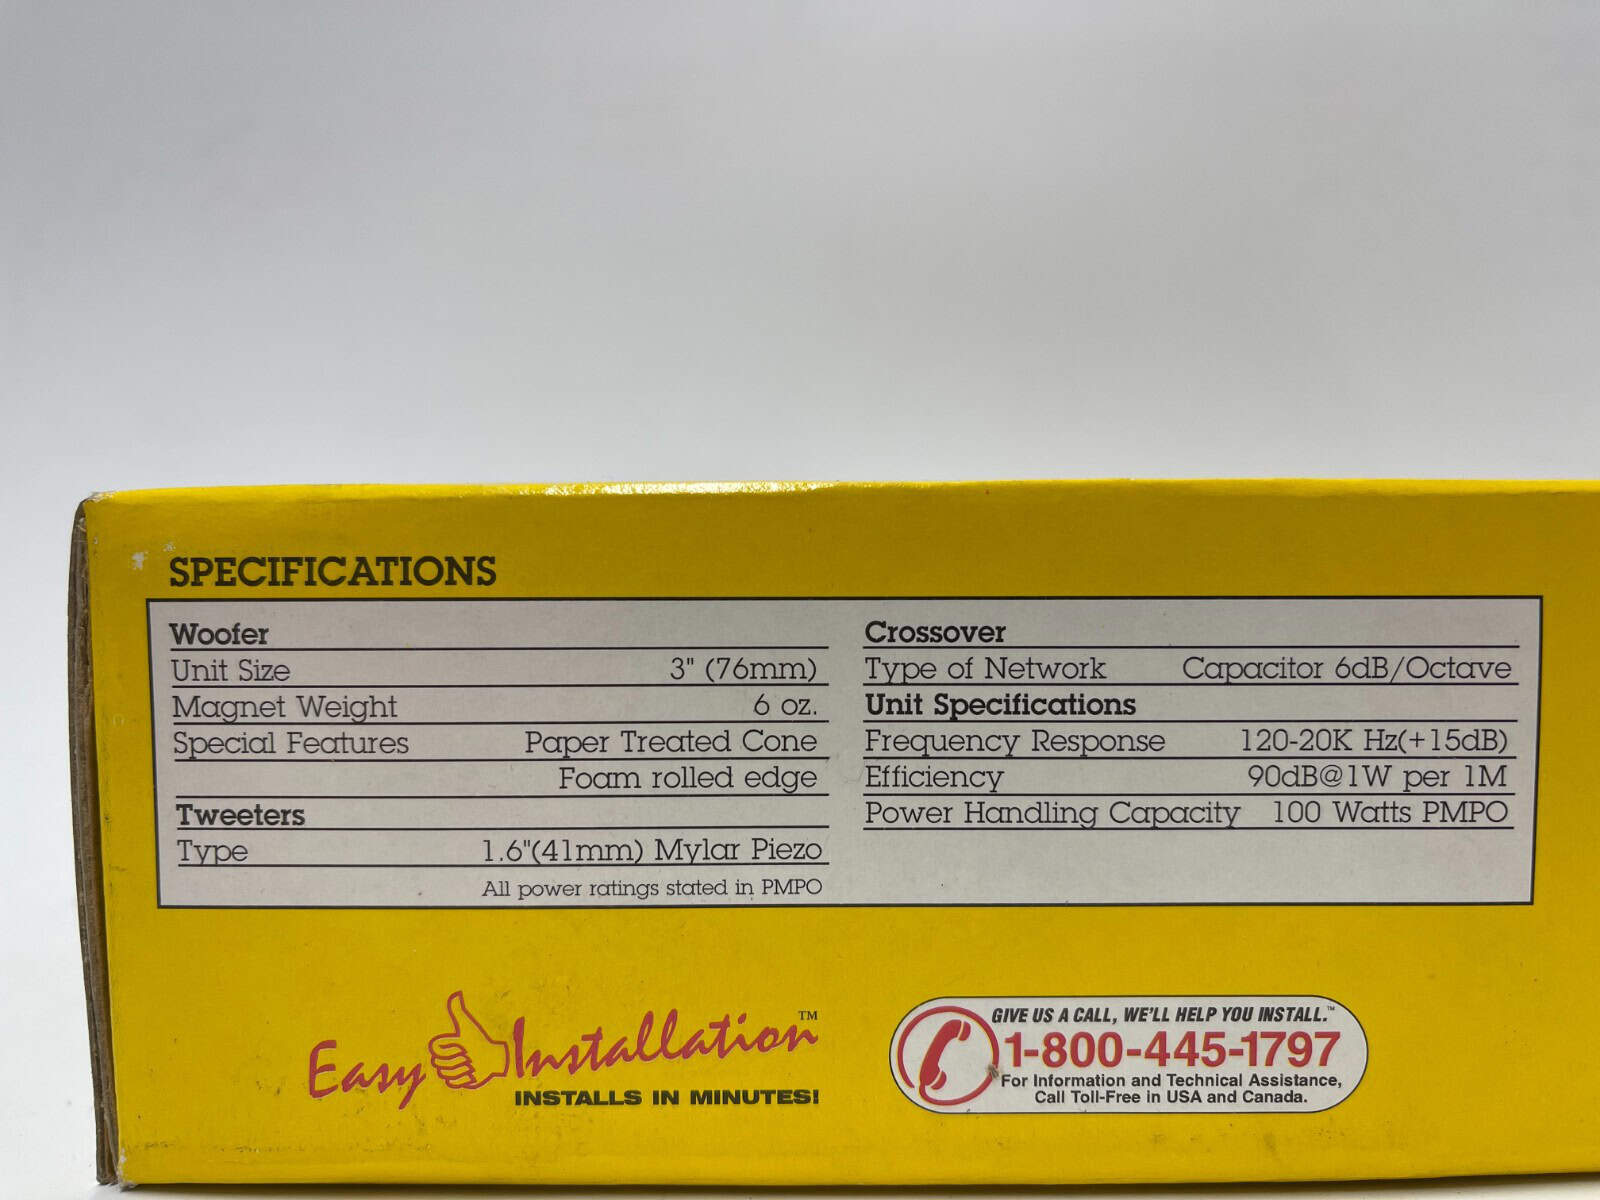 SPECIFICATIONS
Woofer
Unit Size 3" (76mm)
Magnet Weight 6 oz.
Special Features Paper Treated Cone
Foam rolled edge
Tweeters
Type 1.6"(41mm) Mylar Piezo
All power ratings stated in PMPO
Crossover
Type of Network Capacitor 6dB/Octave
Unit Specifications
Frequency Response 120-20K Hz(+15dB)
Efficiency 90dB@1W per 1M
Power Handling Capacity 100 Watts PMPO
Easy Installation™
INSTALLS IN MINUTES!
GIVE US A CALL, WE'LL HELP YOU INSTALL.™
1-800-445-1797
For Information and Technical Assistance,
Call Toll-Free in USA and Canada.